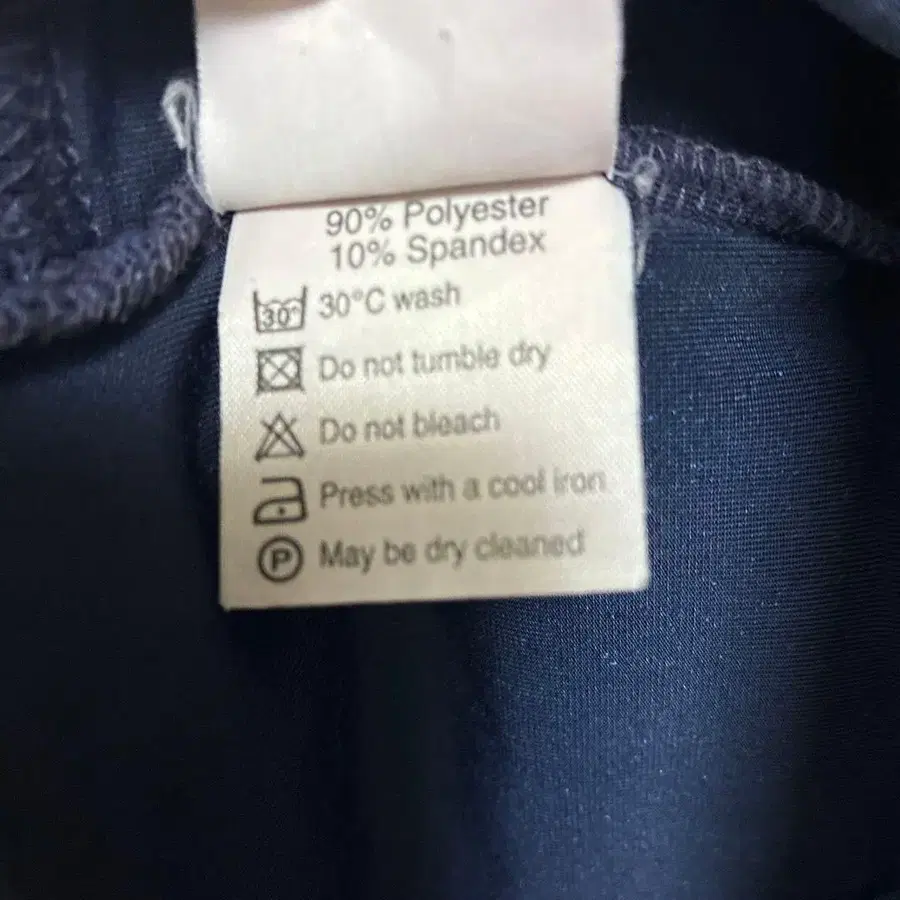 90% Polyester
10% Spandex
30° 30°C wash
Do not tumble dry
Do not bleach
Press with a cool iron
P May be dry cleaned